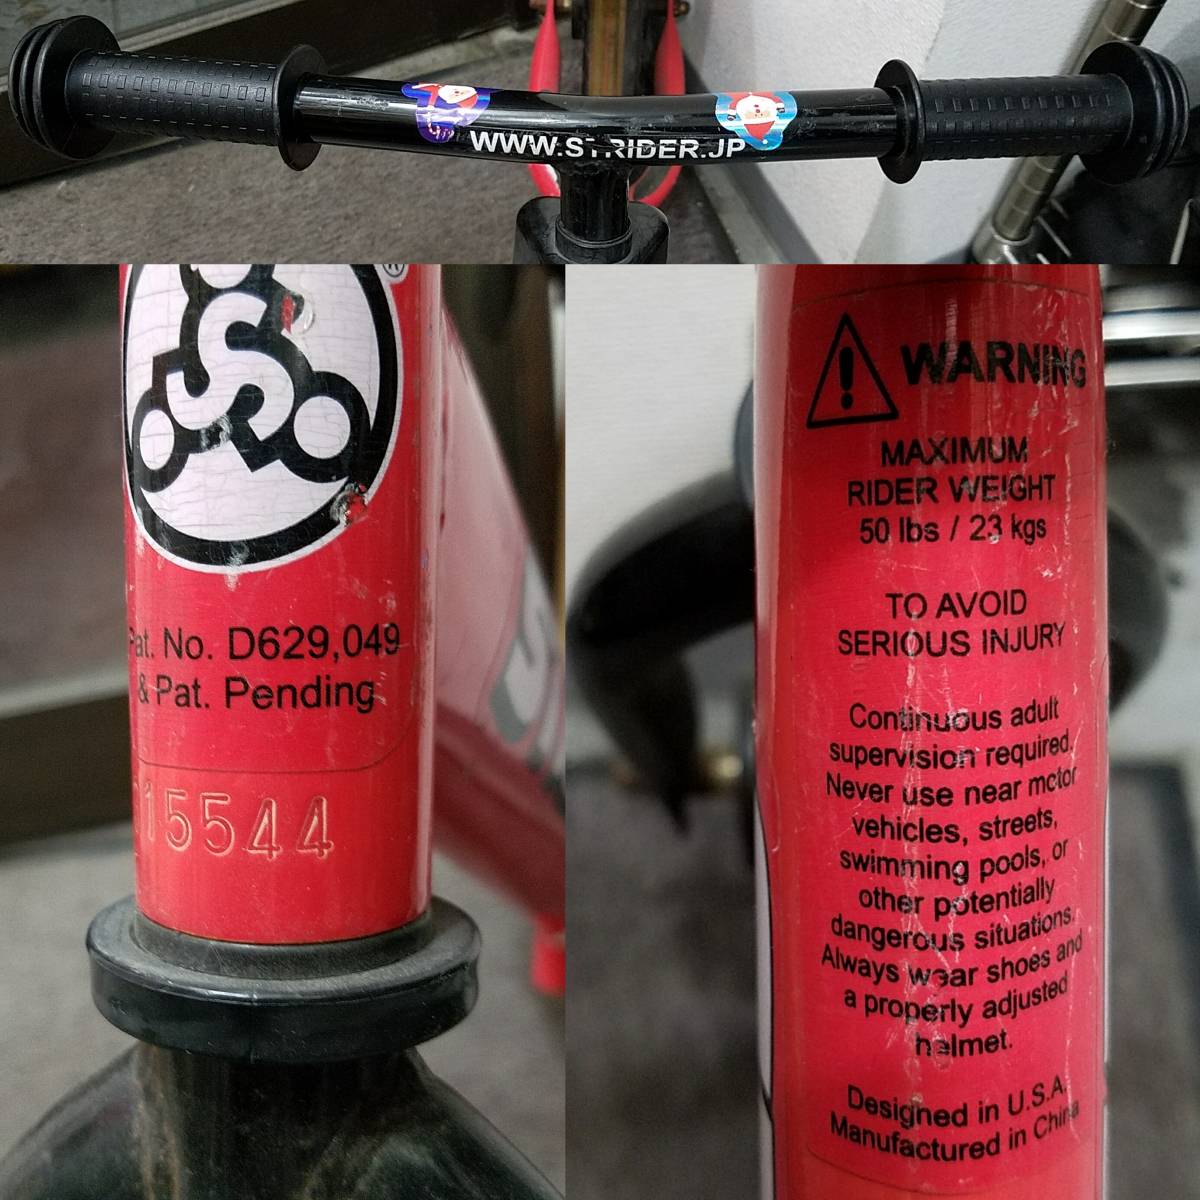 WWW.STRIDER.JP
®
S
Pat. No. D629,049
& Pat. Pending
15544
WARNING
MAXIMUM
RIDER WEIGHT
50 lbs / 23 kgs
TO AVOID
SERIOUS INJURY
Continuous adult
supervision required.
Never use near motor
vehicles, streets,
swimming pools, or
other potentially
dangerous situations.
Always wear shoes and
a properly adjusted
helmet.
Designed in U.S.A.
Manufactured in China